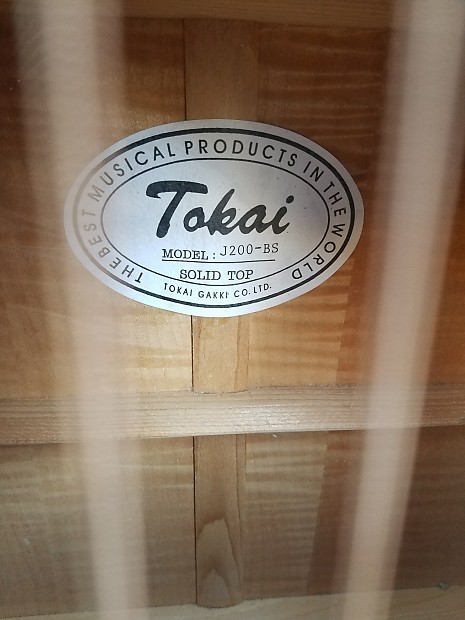 THE BEST MUSICAL PRODUCTS IN THE WORLD
Tokai
MODEL: J200-BS
SOLID TOP
TOKAI GAKKI CO. LTD.